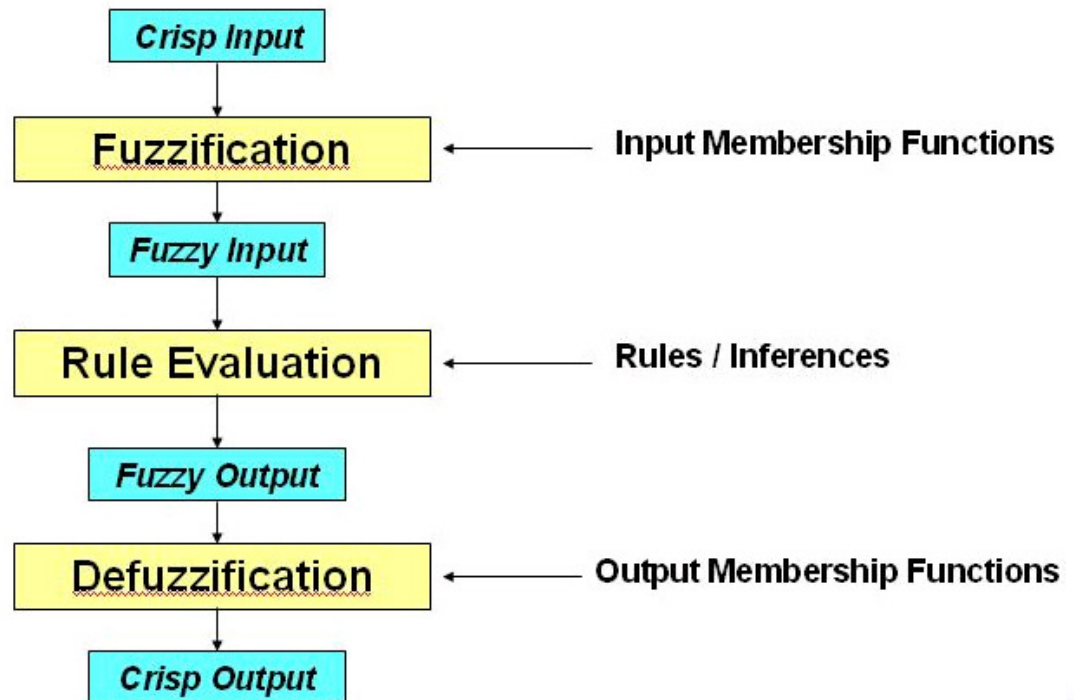 Crisp Input
Fuzzification
Input Membership Functions
Fuzzy Input
Rule Evaluation
Rules / Inferences
Fuzzy Output
Defuzzification
Output Membership Functions
Crisp Output